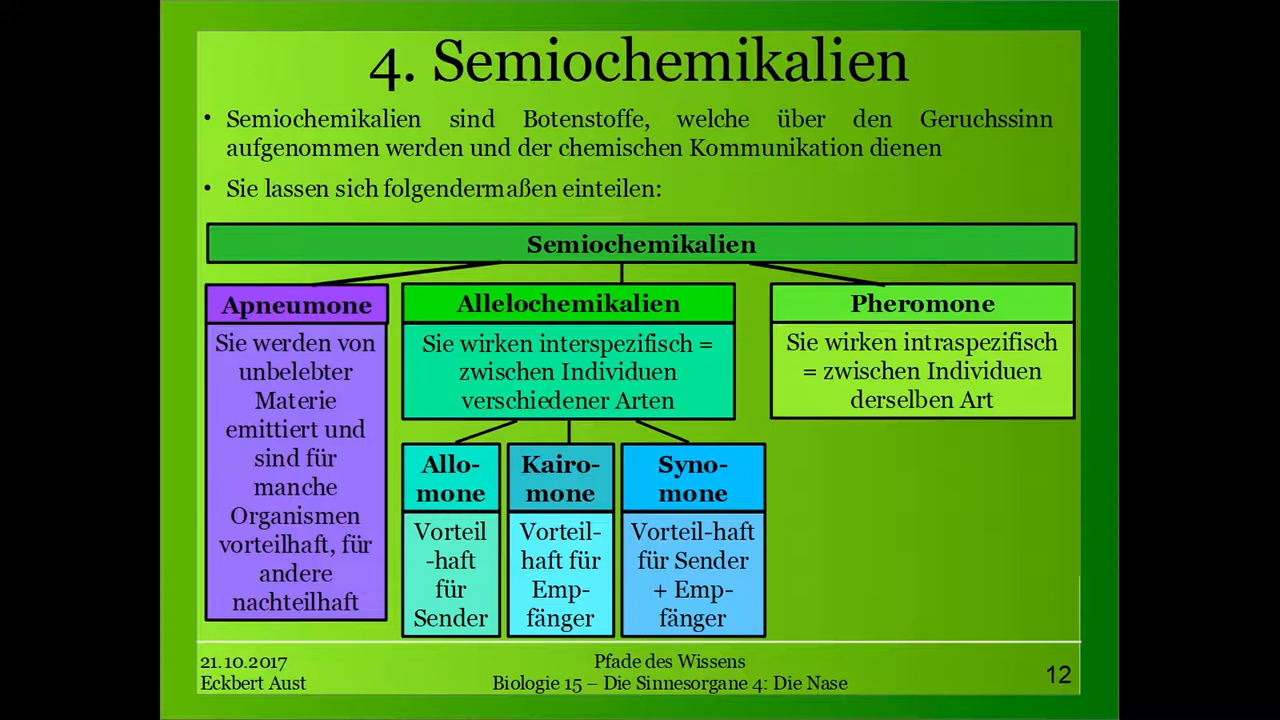 4. Semiochemikalien
• Semiochemikalien sind Botenstoffe, welche über den Geruchssinn
aufgenommen werden und der chemischen Kommunikation dienen
• Sie lassen sich folgendermaßen einteilen:
Semiochemikalien
Apneumone
Sie werden von
unbelebter
Materie
emittiert und
sind für
manche
Organismen
vorteilhaft, für
andere
nachteilhaft
Allelochemikalien
Sie wirken interspezifisch =
zwischen Individuen
verschiedener Arten
Pheromone
Sie wirken intraspezifisch
= zwischen Individuen
derselben Art
Allo-
mone
Vorteil
-haft
für
Sender
Kairo-
mone
Vorteil-
haft für
Emp-
fänger
Syno-
mone
Vorteil-haft
für Sender
+ Emp-
fänger
21.10.2017
Eckbert Aust
Pfade des Wissens
Biologie 15 – Die Sinnesorgane 4: Die Nase
12